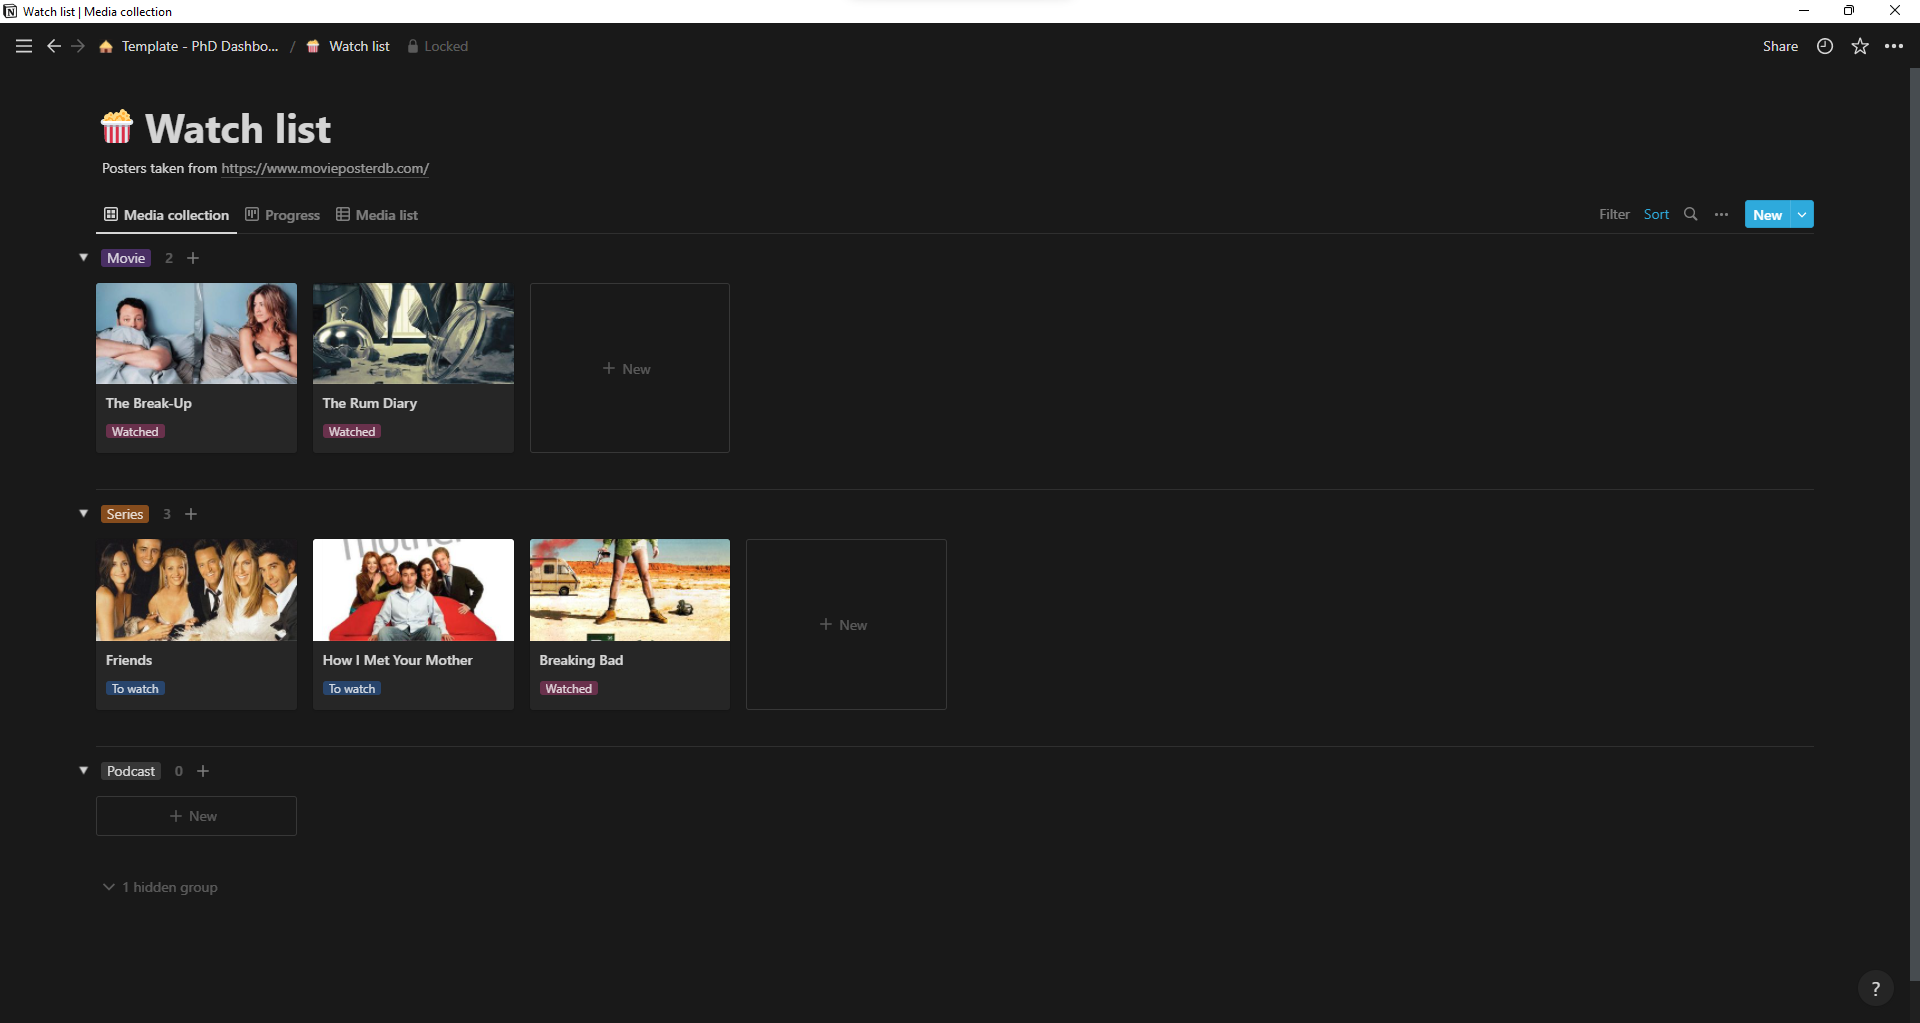 Watch list | Media collection
Template - PhD Dashbo... / Watch list Locked
Share
Watch list
Posters taken from https://www.movieposterdb.com/
Media collection Progress Media list
Filter Sort New
Movie 2
The Break-Up
Watched
The Rum Diary
Watched
New
Series 3
Friends
To watch
How I Met Your Mother
To watch
Breaking Bad
Watched
New
Podcast 0
New
1 hidden group
?